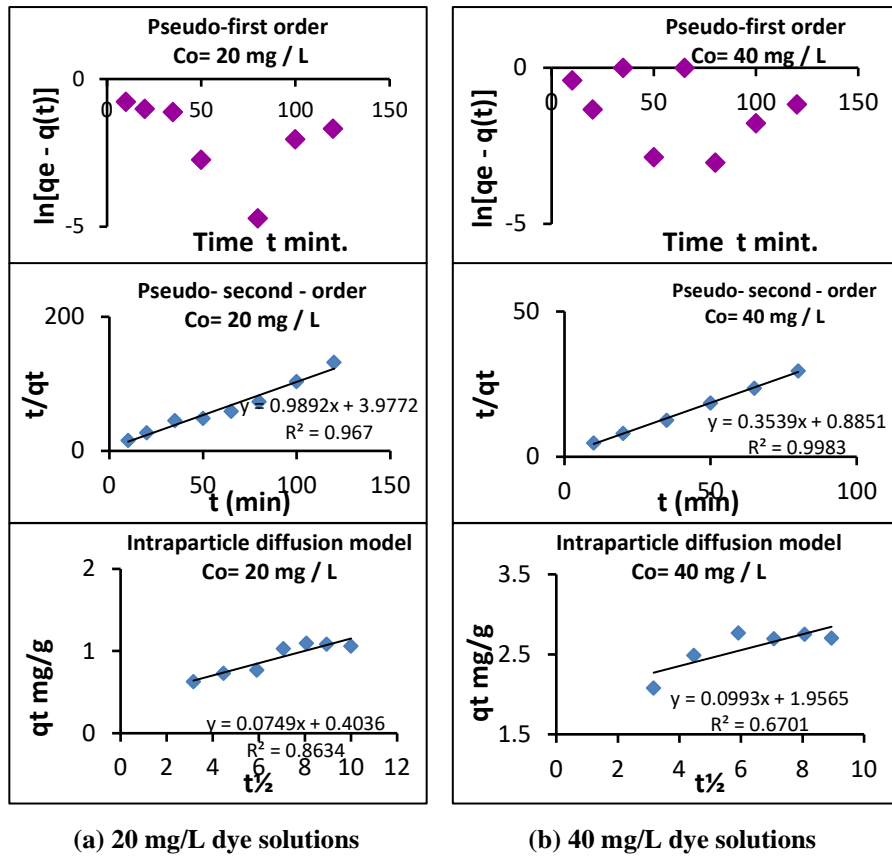 Pseudo-first order
Co= 20 mg / L
0
0
50
100
150
-5
ln[qe - q(t)]
Time t mint.
Pseudo-first order
Co= 40 mg / L
0
0
50
100
150
-5
ln[qe - q(t)]
Time t mint.
Pseudo- second - order
Co= 20 mg / L
200
0
t/qt
y = 0.9892x + 3.9772
R² = 0.967
0
50
100
150
t (min)
Pseudo- second - order
Co= 40 mg / L
50
0
t/qt
y = 0.3539x + 0.8851
R² = 0.9983
0
50
100
t (min)
Intraparticle diffusion model
Co= 20 mg / L
2
1
0
qt mg/g
y = 0.0749x + 0.4036
R² = 0.8634
0 2 4 6 8 10 12
t½
Intraparticle diffusion model
Co= 40 mg / L
3.5
2.5
1.5
qt mg/g
y = 0.0993x + 1.9565
R² = 0.6701
0 2 4 6 8 10
t½
(a) 20 mg/L dye solutions
(b) 40 mg/L dye solutions